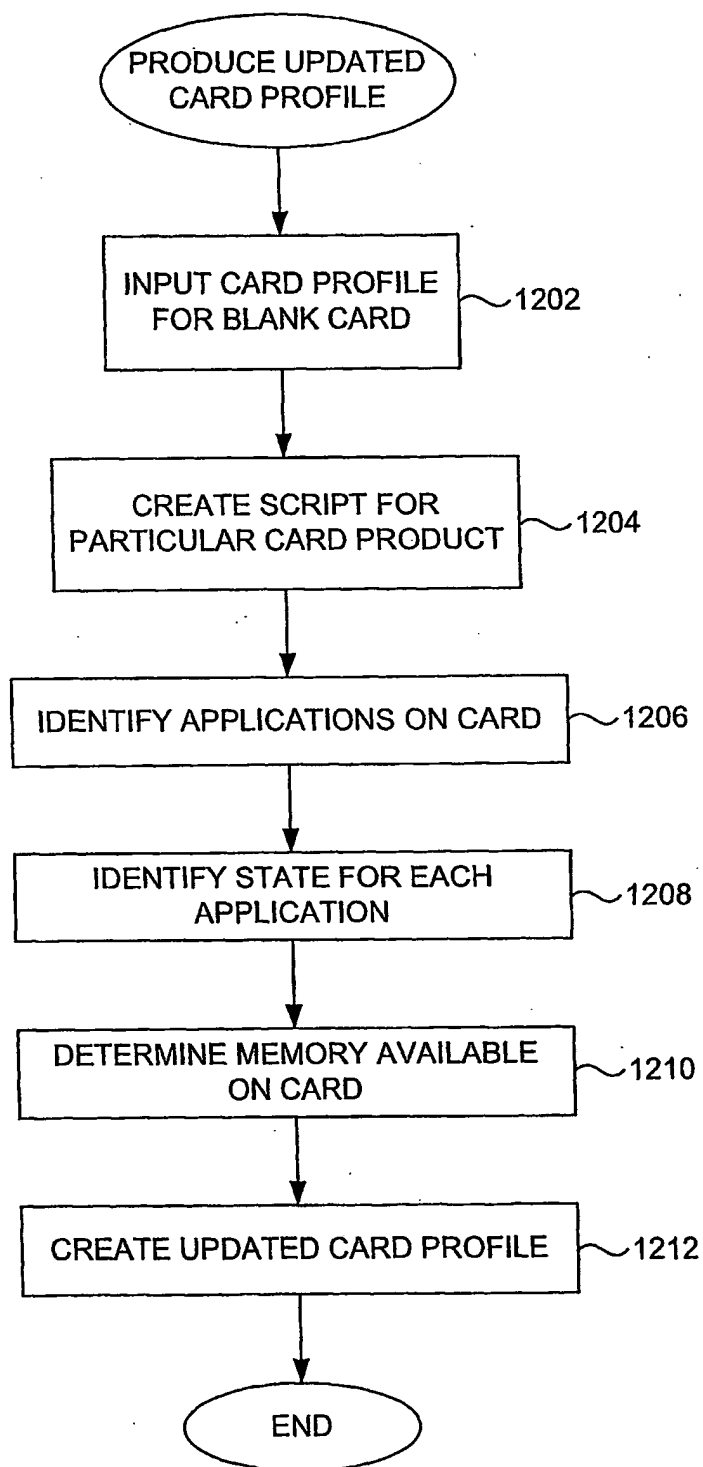 PRODUCE UPDATED
CARD PROFILE
INPUT CARD PROFILE
FOR BLANK CARD
1202
CREATE SCRIPT FOR
PARTICULAR CARD PRODUCT
1204
IDENTIFY APPLICATIONS ON CARD
1206
IDENTIFY STATE FOR EACH
APPLICATION
1208
DETERMINE MEMORY AVAILABLE
ON CARD
1210
CREATE UPDATED CARD PROFILE
1212
END